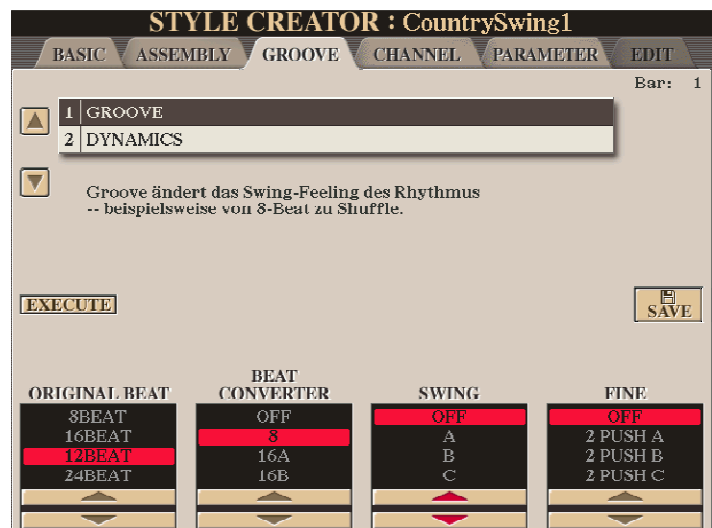 STYLE CREATOR : CountrySwing1
BASIC ASSEMBLY GROOVE CHANNEL PARAMETER EDIT
Bar: 1
1 GROOVE
2 DYNAMICS
Groove ändert das Swing-Feeling des Rhythmus
-- beispielsweise von 8-Beat zu Shuffle.
EXECUTE
SAVE
ORIGINAL BEAT
8BEAT
16BEAT
12BEAT
24BEAT
BEAT
CONVERTER
OFF
8
16A
16B
SWING
OFF
A
B
C
FINE
OFF
2 PUSH A
2 PUSH B
2 PUSH C